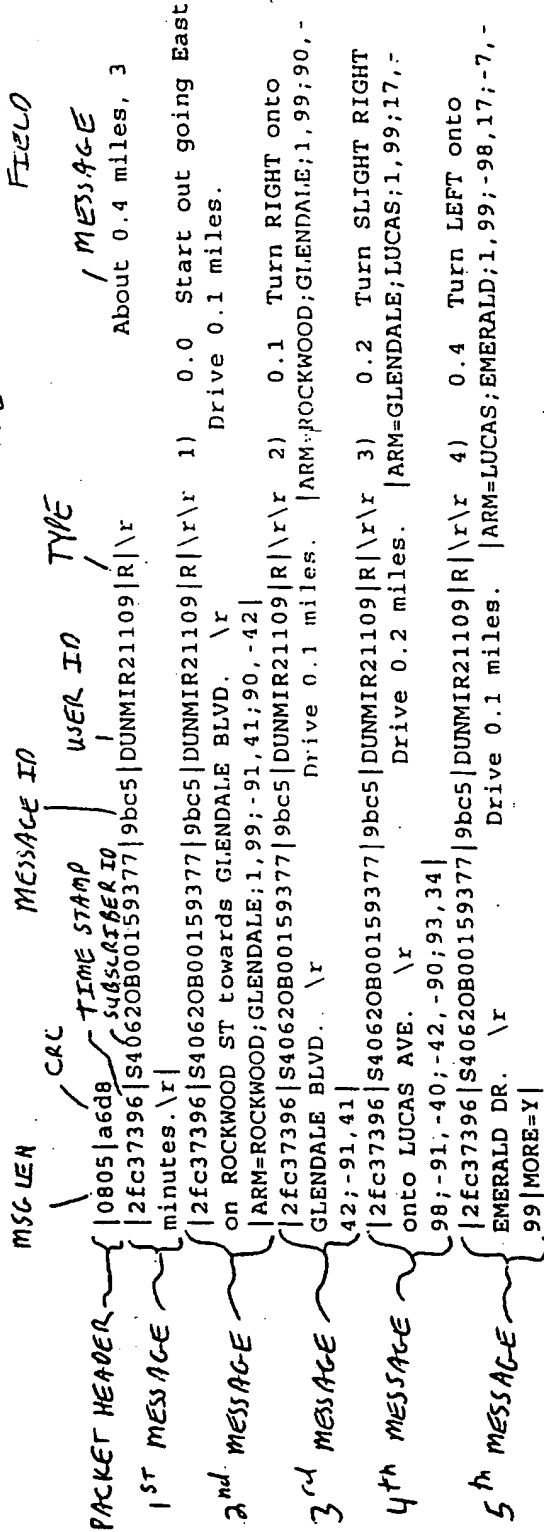 FIELD
MSG LEN CRC MESSAGE ID USER ID TYPE MESSAGE
TIME STAMP
SUBSCRIBER ID
PACKET HEADER |0805|a6d8
1ST MESSAGE |2fc37396|S4062OB00159377|9bc5|DUNMIR21109|R|\r About 0.4 miles, 3
minutes.\r|
2nd MESSAGE |2fc37396|S4062OB00159377|9bc5|DUNMIR21109|R|\r\r 1) 0.0 Start out going East
on ROCKWOOD ST towards GLENDALE BLVD. \r Drive 0.1 miles.
|ARM=ROCKWOOD;GLENDALE;1,99;-91,41;90,-42|
3rd MESSAGE |2fc37396|S4062OB00159377|9bc5|DUNMIR21109|R|\r\r 2) 0.1 Turn RIGHT onto
GLENDALE BLVD. \r Drive 0.1 miles. |ARM=ROCKWOOD;GLENDALE;1,99;90,-
42;-91,41|
4th MESSAGE |2fc37396|S4062OB00159377|9bc5|DUNMIR21109|R|\r\r 3) 0.2 Turn SLIGHT RIGHT
onto LUCAS AVE. \r Drive 0.2 miles. |ARM=GLENDALE;LUCAS;1,99;17,-
98;-91,-40;-42,-90;93,34|
5th MESSAGE |2fc37396|S4062OB00159377|9bc5|DUNMIR21109|R|\r\r 4) 0.4 Turn LEFT onto
EMERALD DR. \r Drive 0.1 miles. |ARM=LUCAS;EMERALD;1,99;-98,17;-7,-
99|MORE=Y|